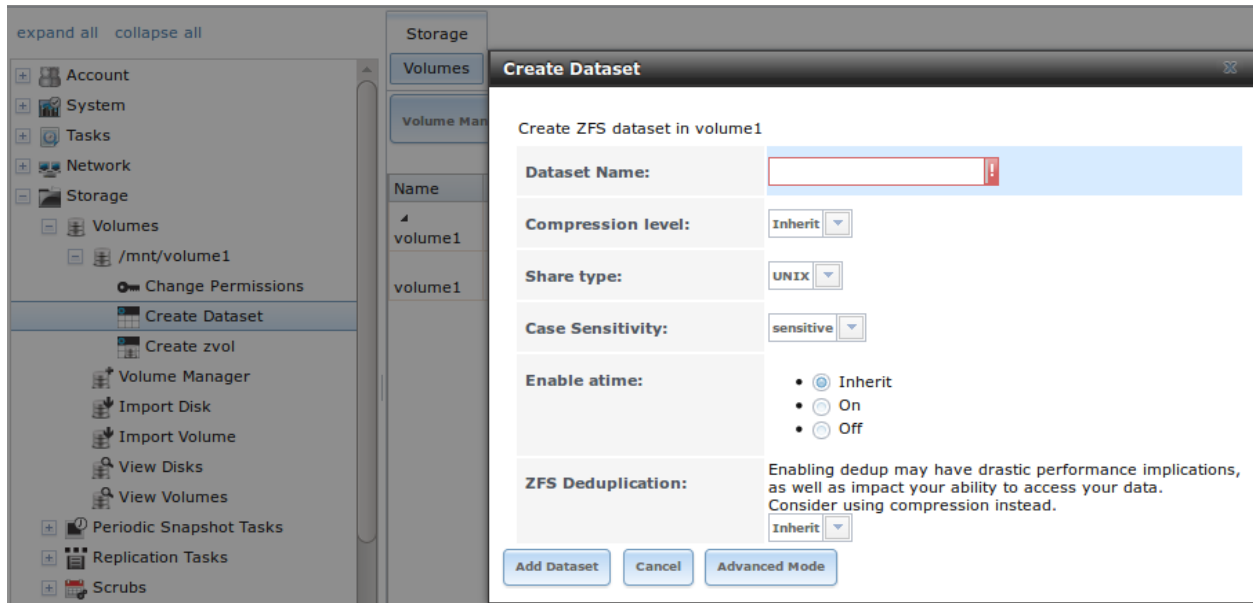 expand all collapse all
Account
System
Tasks
Network
Storage
Volumes
/mnt/volume1
Change Permissions
Create Dataset
Create zvol
Volume Manager
Import Disk
Import Volume
View Disks
View Volumes
Periodic Snapshot Tasks
Replication Tasks
Scrubs
Storage
Volumes
Volume Man
Name
volume1
volume1
Create Dataset
Create ZFS dataset in volume1
Dataset Name:
Compression level: Inherit
Share type: UNIX
Case Sensitivity: sensitive
Enable atime: Inherit
On
Off
ZFS Deduplication: Enabling dedup may have drastic performance implications,
as well as impact your ability to access your data.
Consider using compression instead.
Inherit
Add Dataset Cancel Advanced Mode